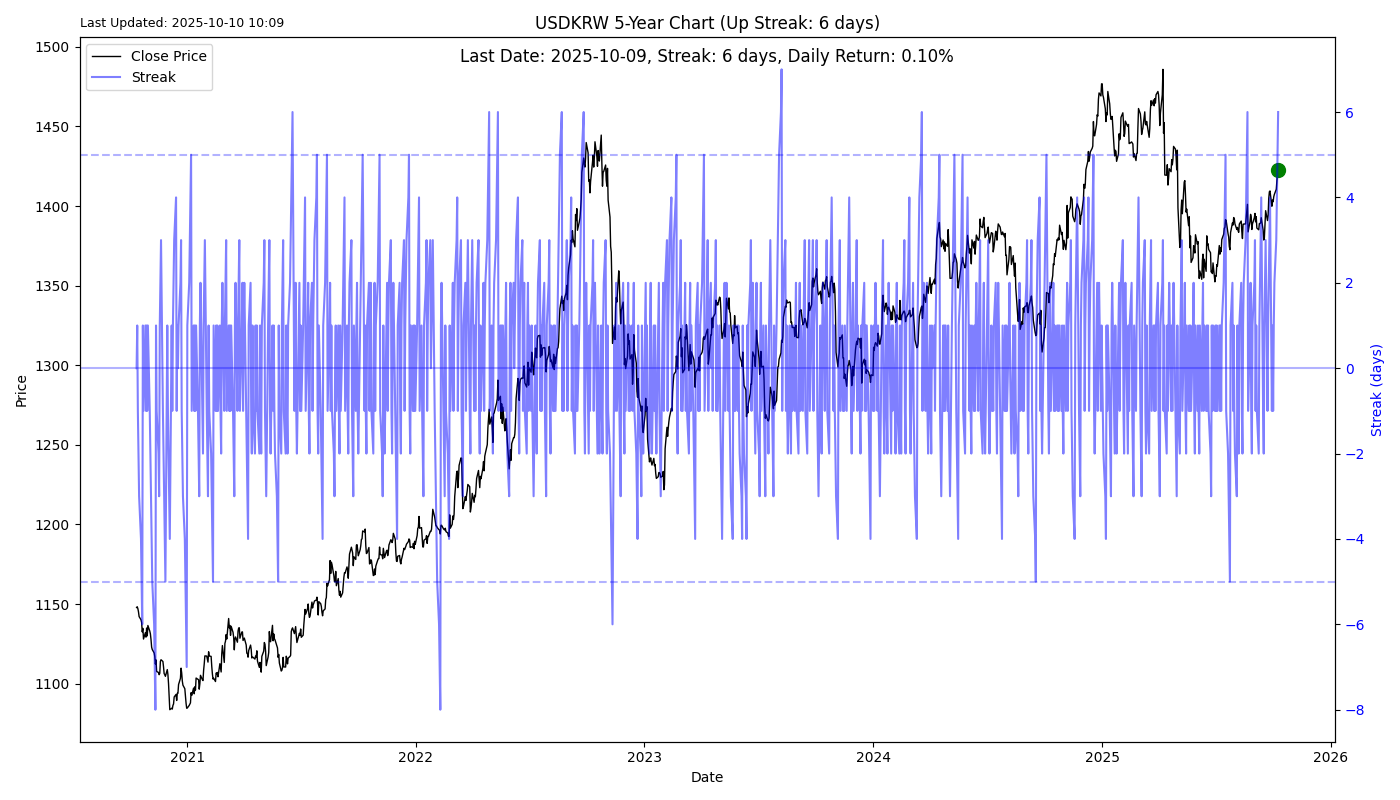 Last Updated: 2025-10-10 10:09
USDKRW 5-Year Chart (Up Streak: 6 days)
Last Date: 2025-10-09, Streak: 6 days, Daily Return: 0.10%
Close Price
Streak
1500
1450
1400
1350
1300
1250
1200
1150
1100
Price
6
4
2
0
−2
−4
−6
−8
Streak (days)
2021
2022
2023
2024
2025
2026
Date